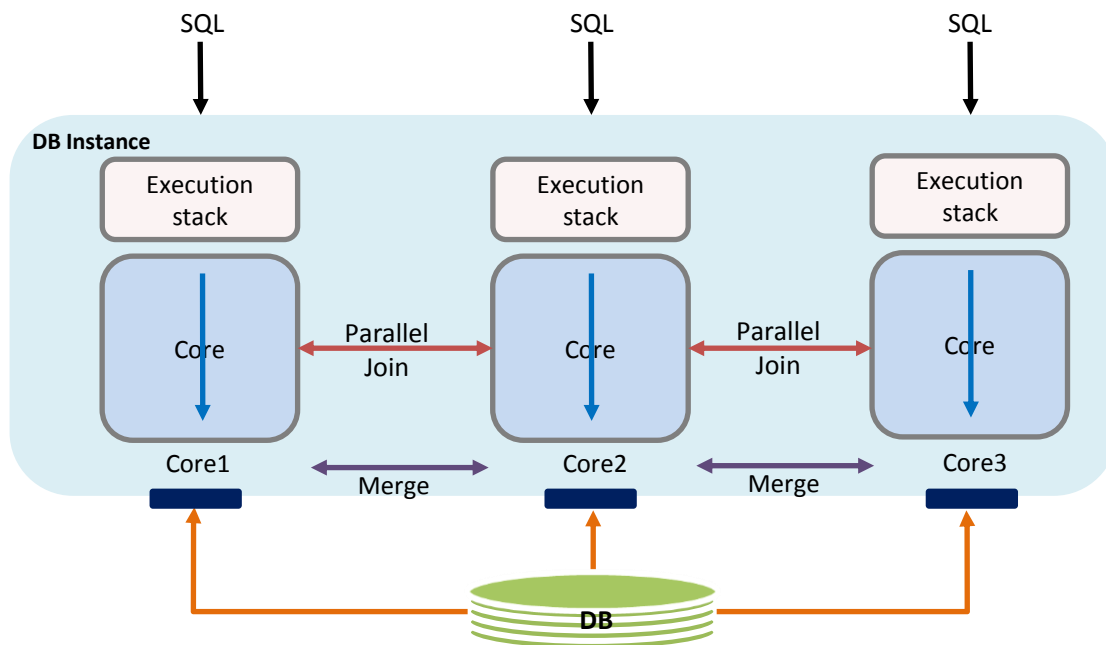 SQL
SQL
SQL
DB Instance
Execution
stack
Execution
stack
Execution
stack
Core
Parallel
Join
Core
Parallel
Join
Core
Core1
Merge
Core2
Merge
Core3
DB